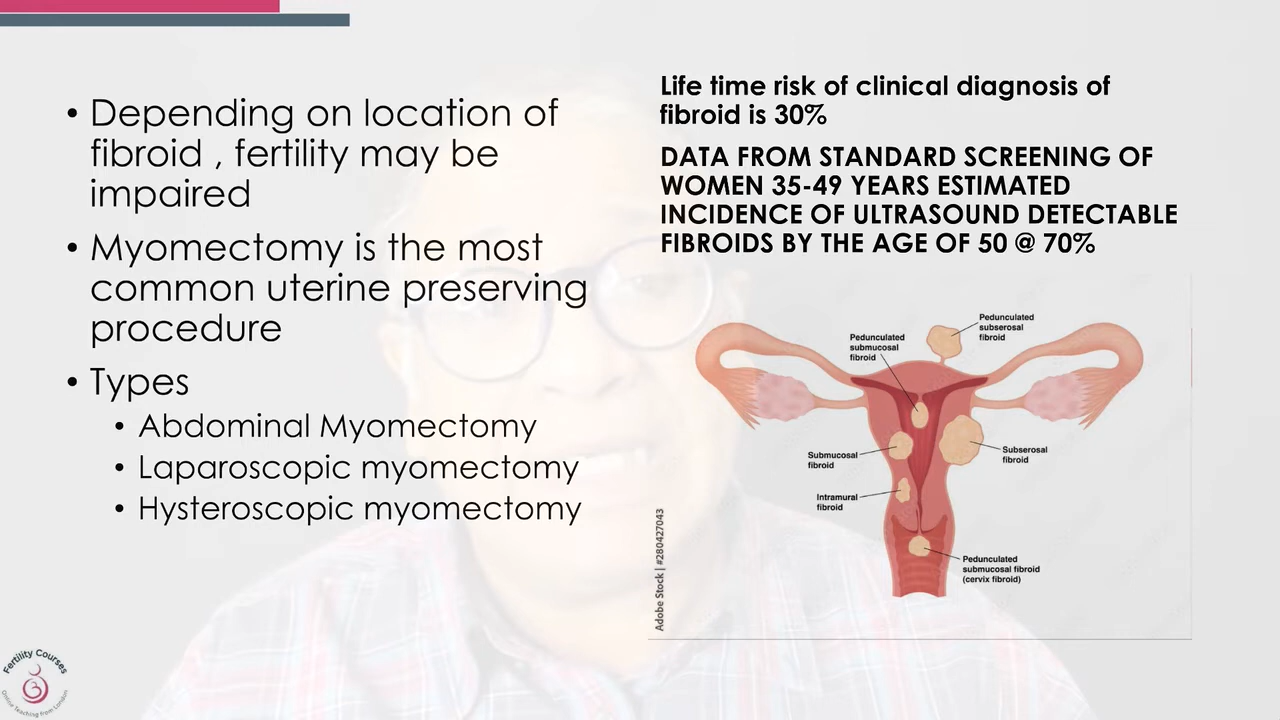 • Depending on location of
fibroid , fertility may be
impaired
• Myomectomy is the most
common uterine preserving
procedure
• Types
• Abdominal Myomectomy
• Laparoscopic myomectomy
• Hysteroscopic myomectomy
Life time risk of clinical diagnosis of
fibroid is 30%
DATA FROM STANDARD SCREENING OF
WOMEN 35-49 YEARS ESTIMATED
INCIDENCE OF ULTRASOUND DETECTABLE
FIBROIDS BY THE AGE OF 50 @ 70%
Pedunculated
subserosal
fibroid
Pedunculated
submucosal
fibroid
Submucosal
fibroid
Subserosal
fibroid
Intramural
fibroid
Pedunculated
submucosal fibroid
(cervix fibroid)
Adobe Stock | #280427043
Fertility Courses
Online Teaching from London